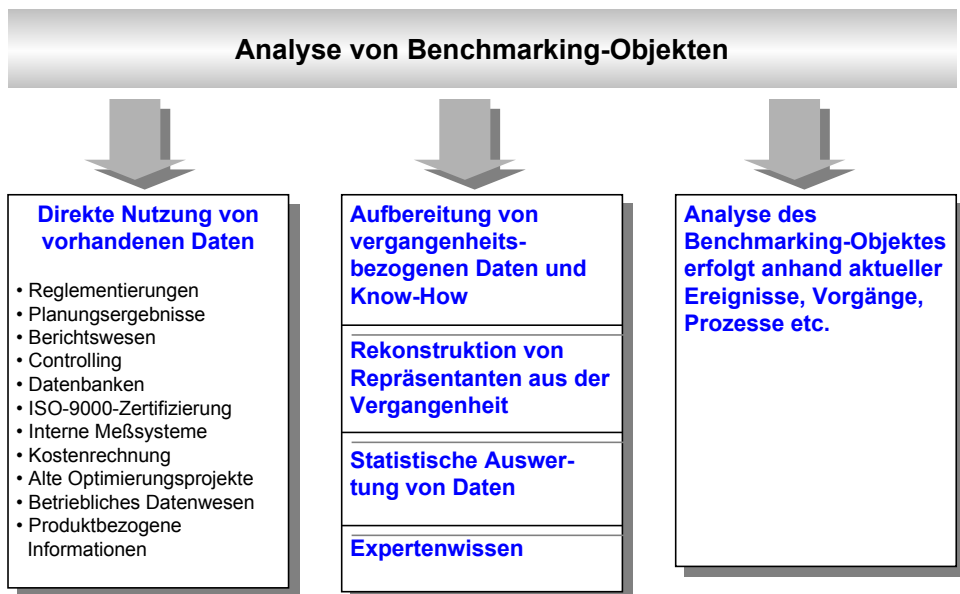 Analyse von Benchmarking-Objekten
Direkte Nutzung von
vorhandenen Daten
• Reglementierungen
• Planungsergebnisse
• Berichtswesen
• Controlling
• Datenbanken
• ISO-9000-Zertifizierung
• Interne Meßsysteme
• Kostenrechnung
• Alte Optimierungsprojekte
• Betriebliches Datenwesen
• Produktbezogene
Informationen
Aufbereitung von
vergangenheits-
bezogenen Daten und
Know-How
Rekonstruktion von
Repräsentanten aus der
Vergangenheit
Statistische Auswer-
tung von Daten
Expertenwissen
Analyse des
Benchmarking-Objektes
erfolgt anhand aktueller
Ereignisse, Vorgänge,
Prozesse etc.